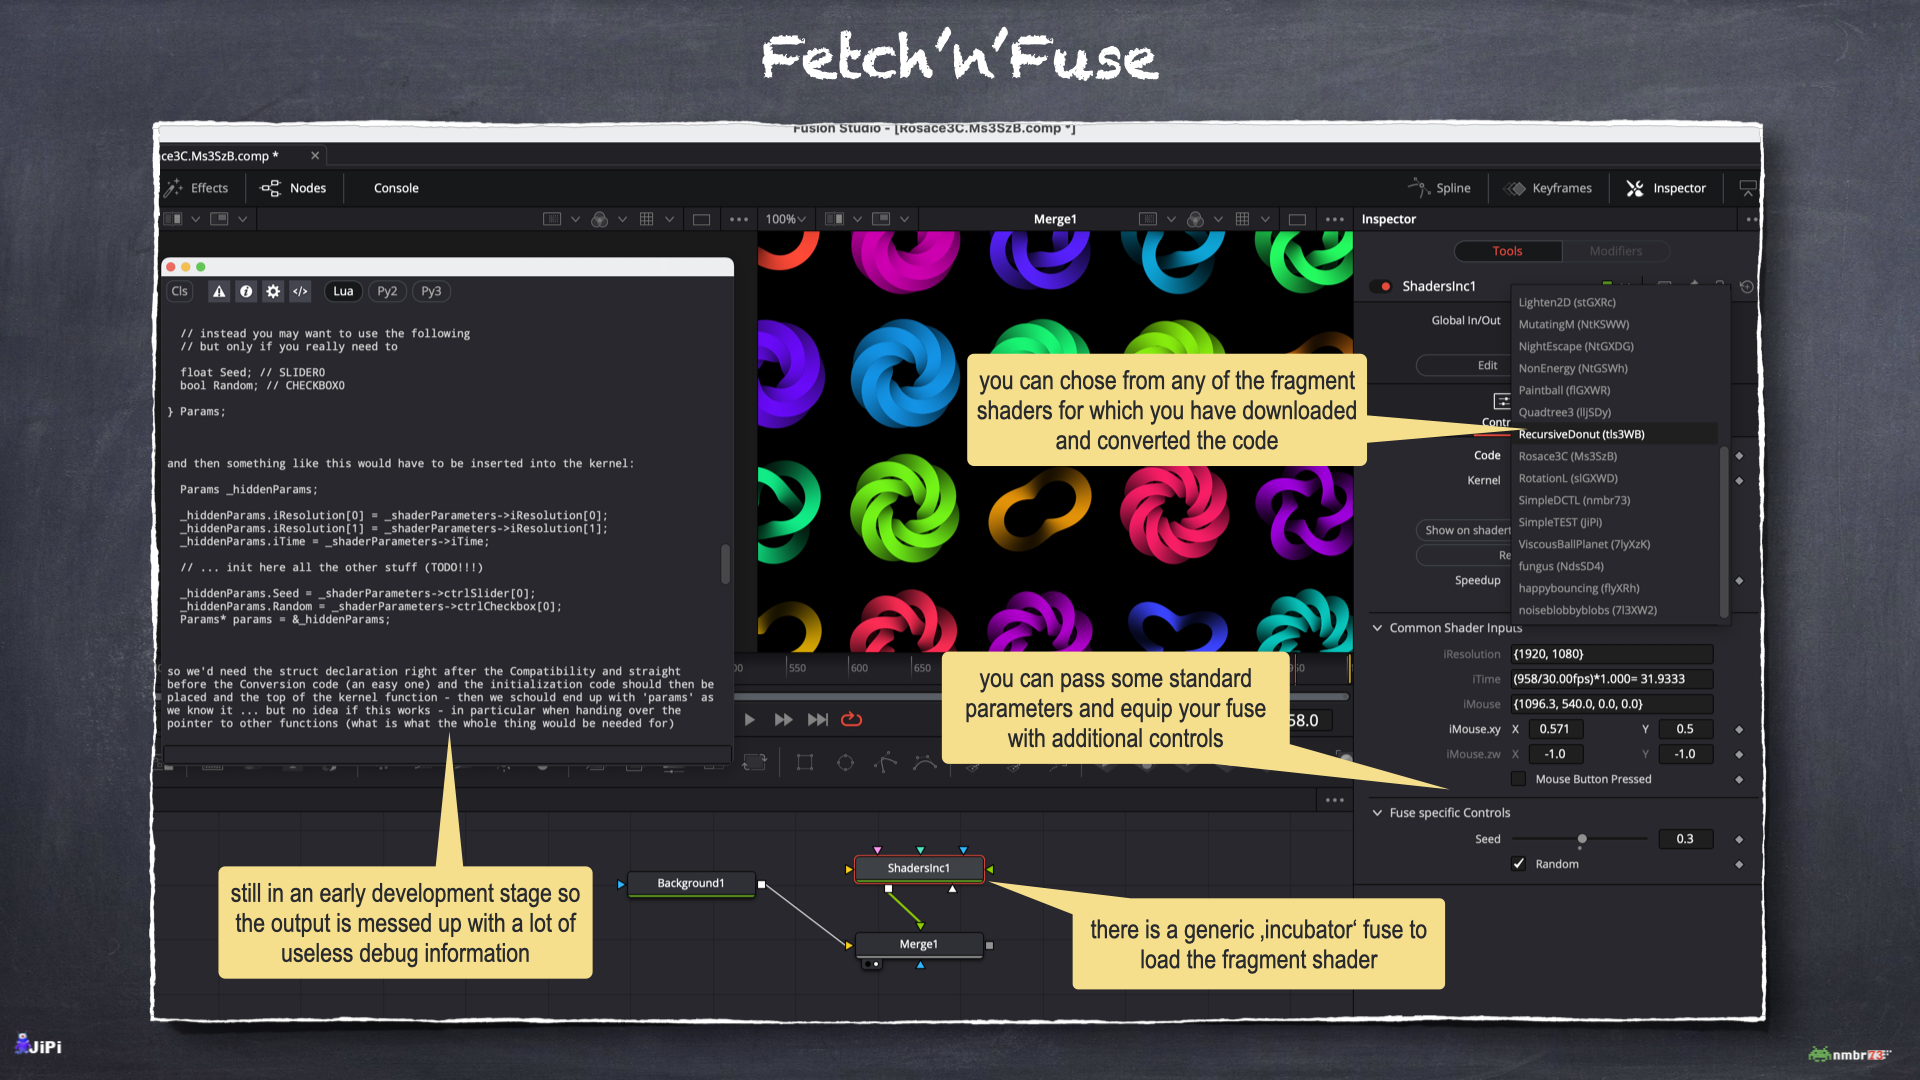 Fetch'n'Fuse
Fusion Studio - [Rosace3C.Ms3SzB.comp *]
ce3C.Ms3SzB.comp *
Effects
Nodes
Console
Spline
Keyframes
Inspector
100%
Merge1
Inspector
Tools
Modifiers
Cls
Lua
Py2
Py3
// instead you may want to use the following
// but only if you really need to
float Seed; // SLIDER0
bool Random; // CHECKBOX0
} Params;
and then something like this would have to be inserted into the kernel:
Params _hiddenParams;
_hiddenParams.iResolution[0] = _shaderParameters->iResolution[0];
_hiddenParams.iResolution[1] = _shaderParameters->iResolution[1];
_hiddenParams.iTime = _shaderParameters->iTime;
// ... init here all the other stuff (TODO!!!)
_hiddenParams.Seed = _shaderParameters->ctrlSlider[0];
_hiddenParams.Random = _shaderParameters->ctrlCheckbox[0];
Params* params = &_hiddenParams;
so we'd need the struct declaration right after the Compatibility and straight
before the Conversion code (an easy one) and the initialization code should then be
placed and the top of the kernel function - then we schould end up with 'params' as
we know it ... but no idea if this works - in particular when handing over the
pointer to other functions (what is what the whole thing would be needed for)
ShadersInc1
Global In/Out
Edit
Contr
Code
Kernel
Show on shadert
Re
Speedup
Lighten2D (stGXRc)
MutatingM (NtKSWW)
NightEscape (NtGXDG)
NonEnergy (NtGSWh)
Paintball (flGXWR)
Quadtree3 (lljSDy)
RecursiveDonut (tls3WB)
Rosace3C (Ms3SzB)
RotationL (slGXWD)
SimpleDCTL (nmbr73)
SimpleTEST (JiPi)
ViscousBallPlanet (7lyXzK)
fungus (NdsSD4)
happybouncing (flyXRh)
noiseblobbyblobs (7l3XW2)
you can chose from any of the fragment
shaders for which you have downloaded
and converted the code
Common Shader Inputs
iResolution {1920, 1080}
iTime (958/30.00fps)*1.000= 31.9333
iMouse {1096.3, 540.0, 0.0, 0.0}
iMouse.xy X 0.571 Y 0.5
iMouse.zw X -1.0 Y -1.0
Mouse Button Pressed
Fuse specific Controls
Seed 0.3
Random
550
600
650
58.0
you can pass some standard
parameters and equip your fuse
with additional controls
Background1
ShadersInc1
Merge1
still in an early development stage so
the output is messed up with a lot of
useless debug information
there is a generic ‚incubator‘ fuse to
load the fragment shader
JiPi
nmbr73